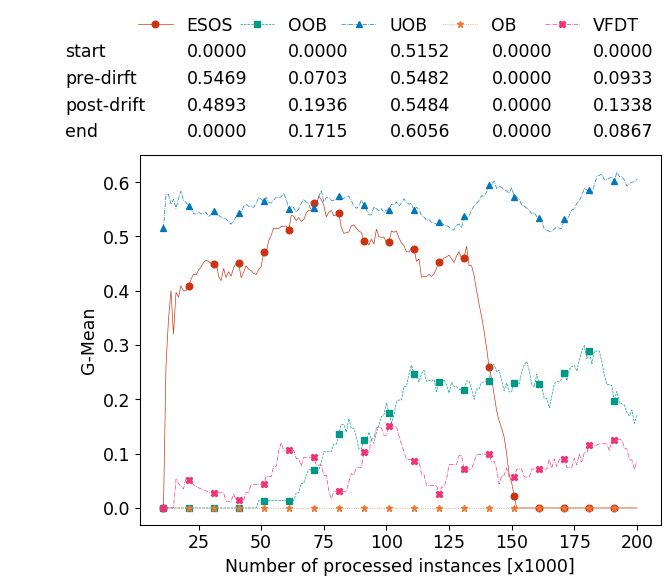 ESOS OOB UOB OB VFDT
start 0.0000 0.0000 0.5152 0.0000 0.0000
pre-dirft 0.5469 0.0703 0.5482 0.0000 0.0933
post-drift 0.4893 0.1936 0.5484 0.0000 0.1338
end 0.0000 0.1715 0.6056 0.0000 0.0867
0.6
0.5
0.4
0.3
0.2
0.1
0.0
G-Mean
25 50 75 100 125 150 175 200
Number of processed instances [x1000]